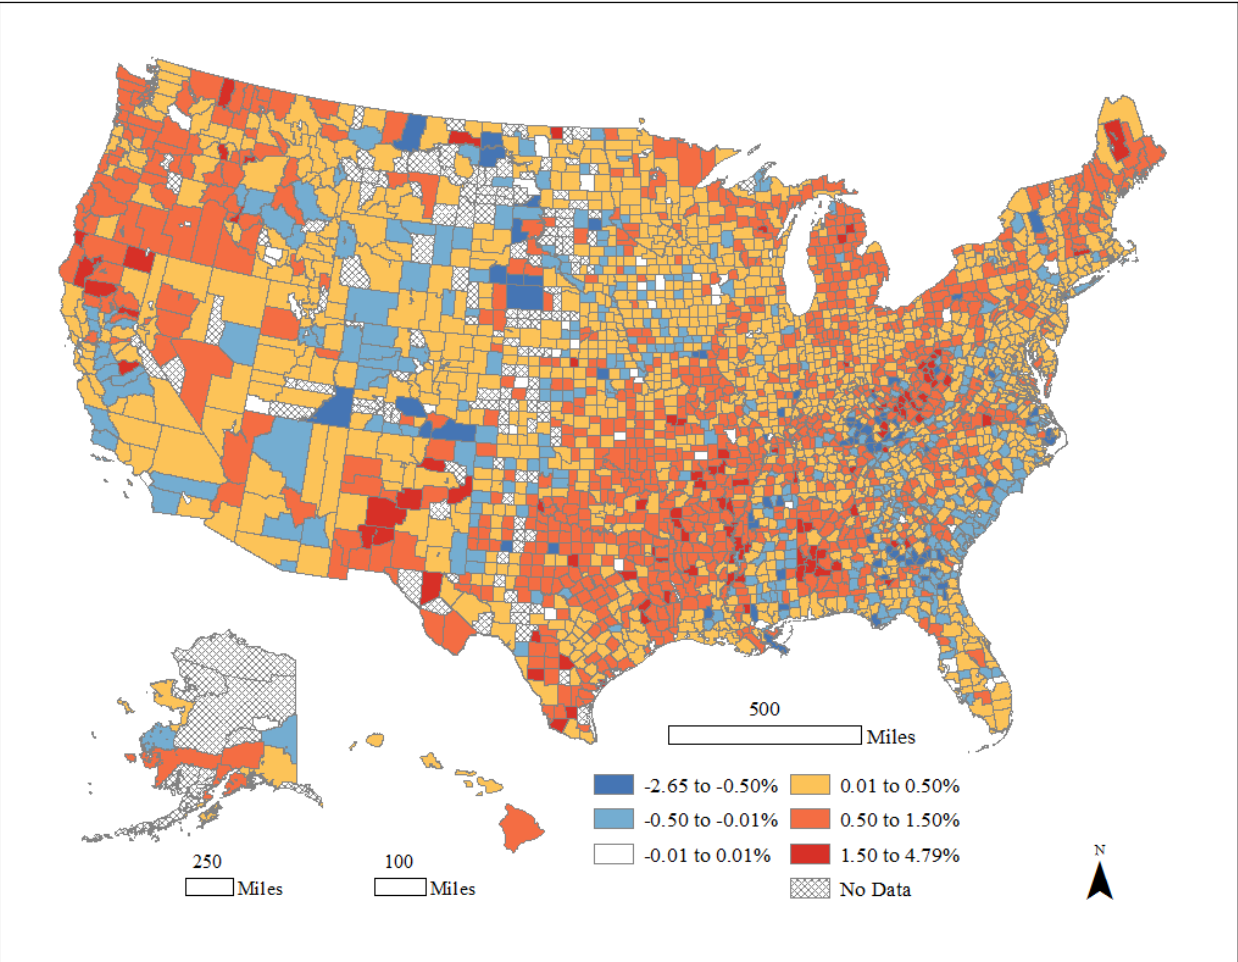 500
Miles
-2.65 to -0.50% 0.01 to 0.50%
-0.50 to -0.01% 0.50 to 1.50%
-0.01 to 0.01% 1.50 to 4.79%
No Data
250 100
Miles Miles
N